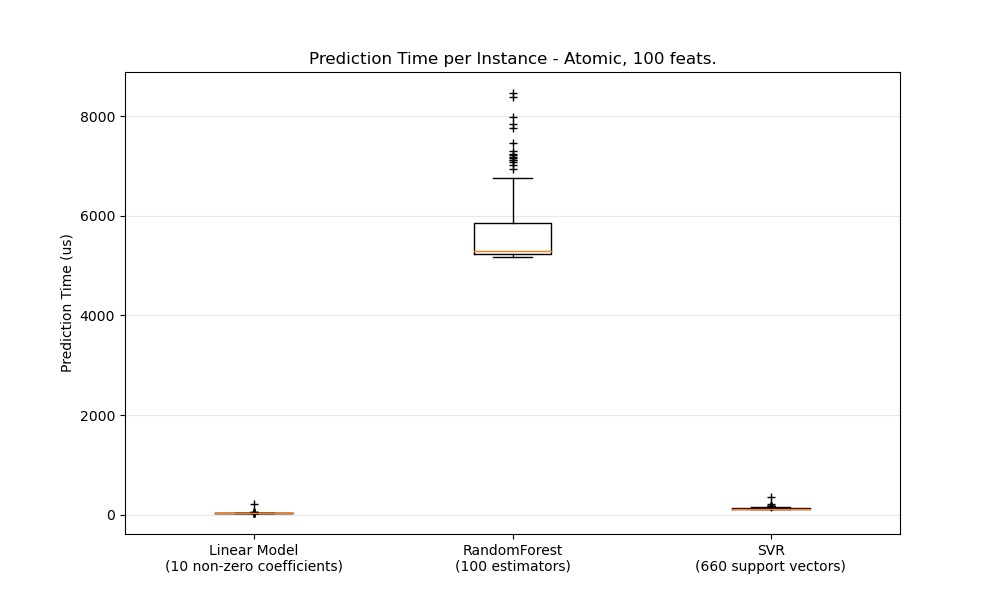 Prediction Time per Instance - Atomic, 100 feats.
Prediction Time (us)
8000
6000
4000
2000
0
Linear Model
(10 non-zero coefficients)
RandomForest
(100 estimators)
SVR
(660 support vectors)